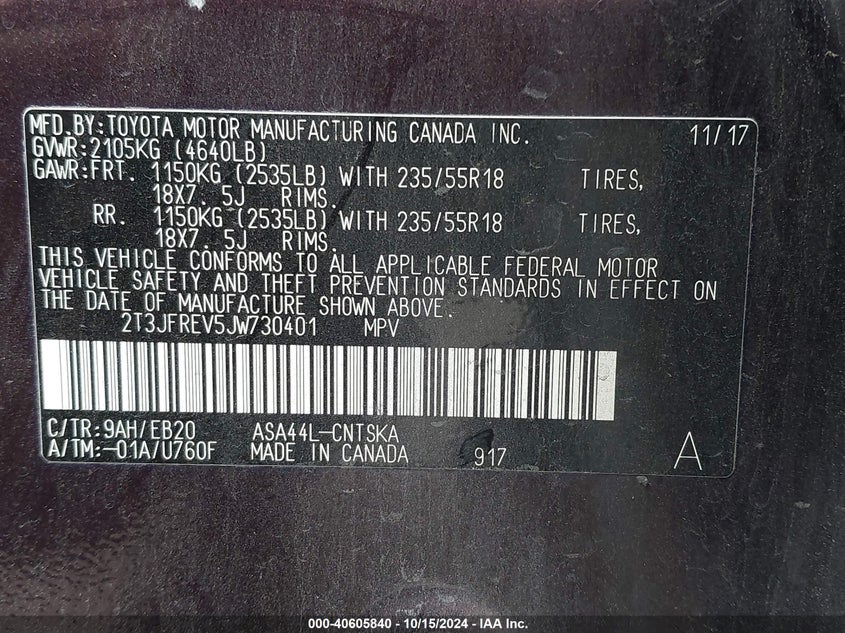 MFD.BY:TOYOTA MOTOR MANUFACTURING CANADA INC. 11/17
GVWR:2105KG (4640LB)
GAWR:FRT. 1150KG (2535LB) WITH 235/55R18 TIRES,
18X7.5J RIMS.
RR. 1150KG (2535LB) WITH 235/55R18 TIRES,
18X7.5J RIMS.
THIS VEHICLE CONFORMS TO ALL APPLICABLE FEDERAL MOTOR
VEHICLE SAFETY AND THEFT PREVENTION STANDARDS IN EFFECT ON
THE DATE OF MANUFACTURE SHOWN ABOVE.
2T3JFREV5JW730401 MPV
C/TR:9AH/EB20 ASA44L-CNTSKA
A/TM:-01A/U760F MADE IN CANADA 917 A
000-40605840 - 10/15/2024 - IAA Inc.